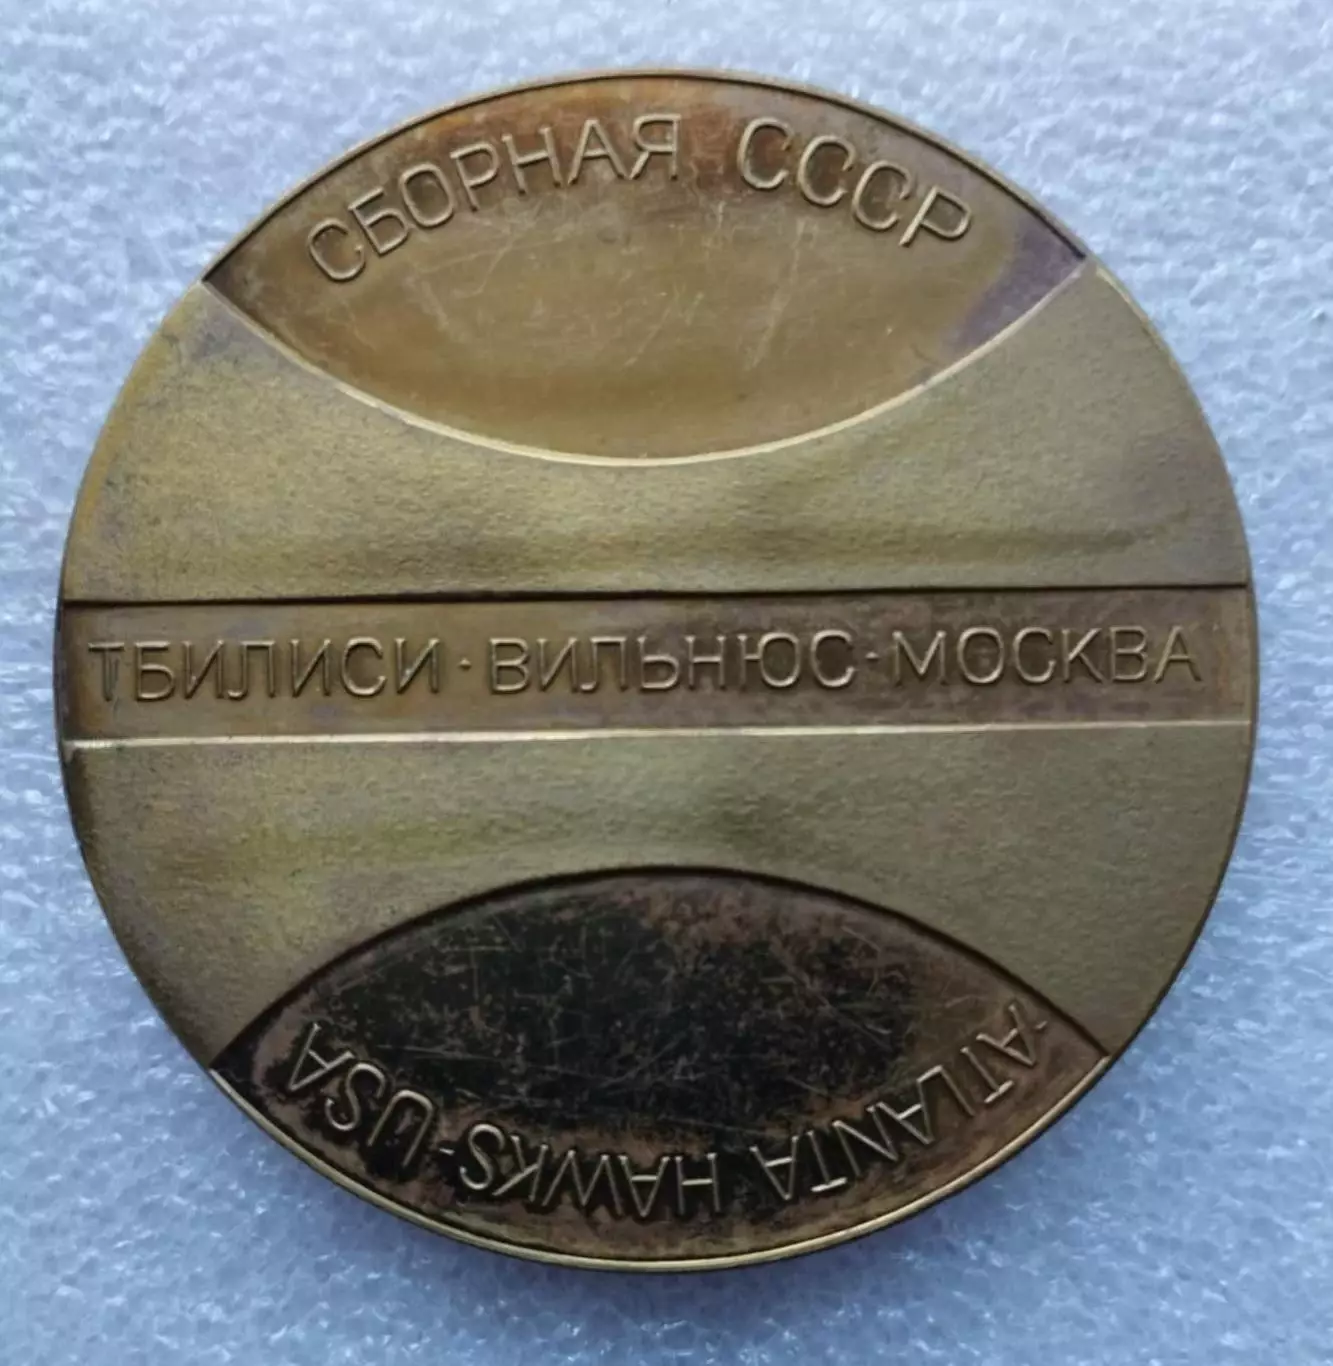 СБОРНАЯ СССР
ТБИЛИСИ · ВИЛЬНЮС · МОСКВА
"ATLANTA HAWKS"-USA